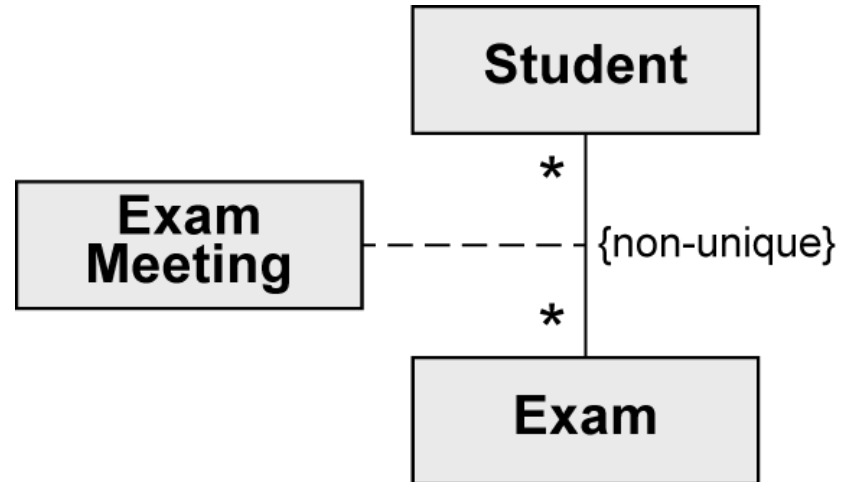 Student
*
Exam
Meeting
{non-unique}
*
Exam